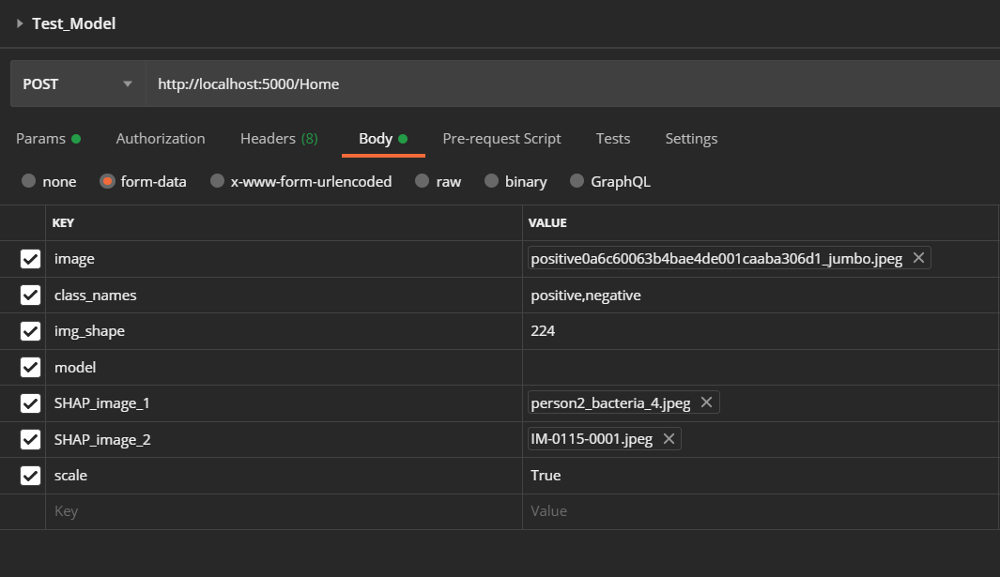 Test_Model
POST http://localhost:5000/Home
Params Authorization Headers (8) Body Pre-request Script Tests Settings
none form-data x-www-form-urlencoded raw binary GraphQL
KEY VALUE
image positive0a6c60063b4bae4de001caaba306d1_jumbo.jpeg
class_names positive,negative
img_shape 224
model
SHAP_image_1 person2_bacteria_4.jpeg
SHAP_image_2 IM-0115-0001.jpeg
scale True
Key Value